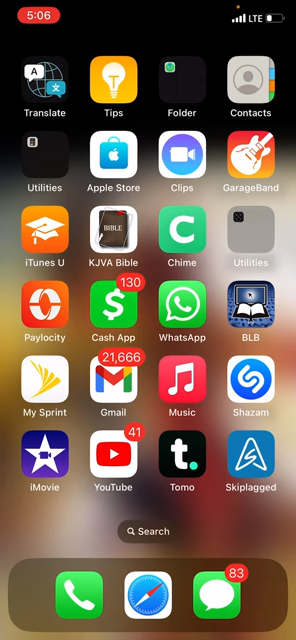 5:06 LTE
A
文
Translate Tips Folder Contacts
Utilities Apple Store Clips GarageBand
BIBLE
C
iTunes U KJVA Bible Chime Utilities
130
$
Paylocity Cash App WhatsApp BLB
21,666
My Sprint Gmail Music Shazam
41
t.
iMovie YouTube Tomo Skiplagged
Search
83